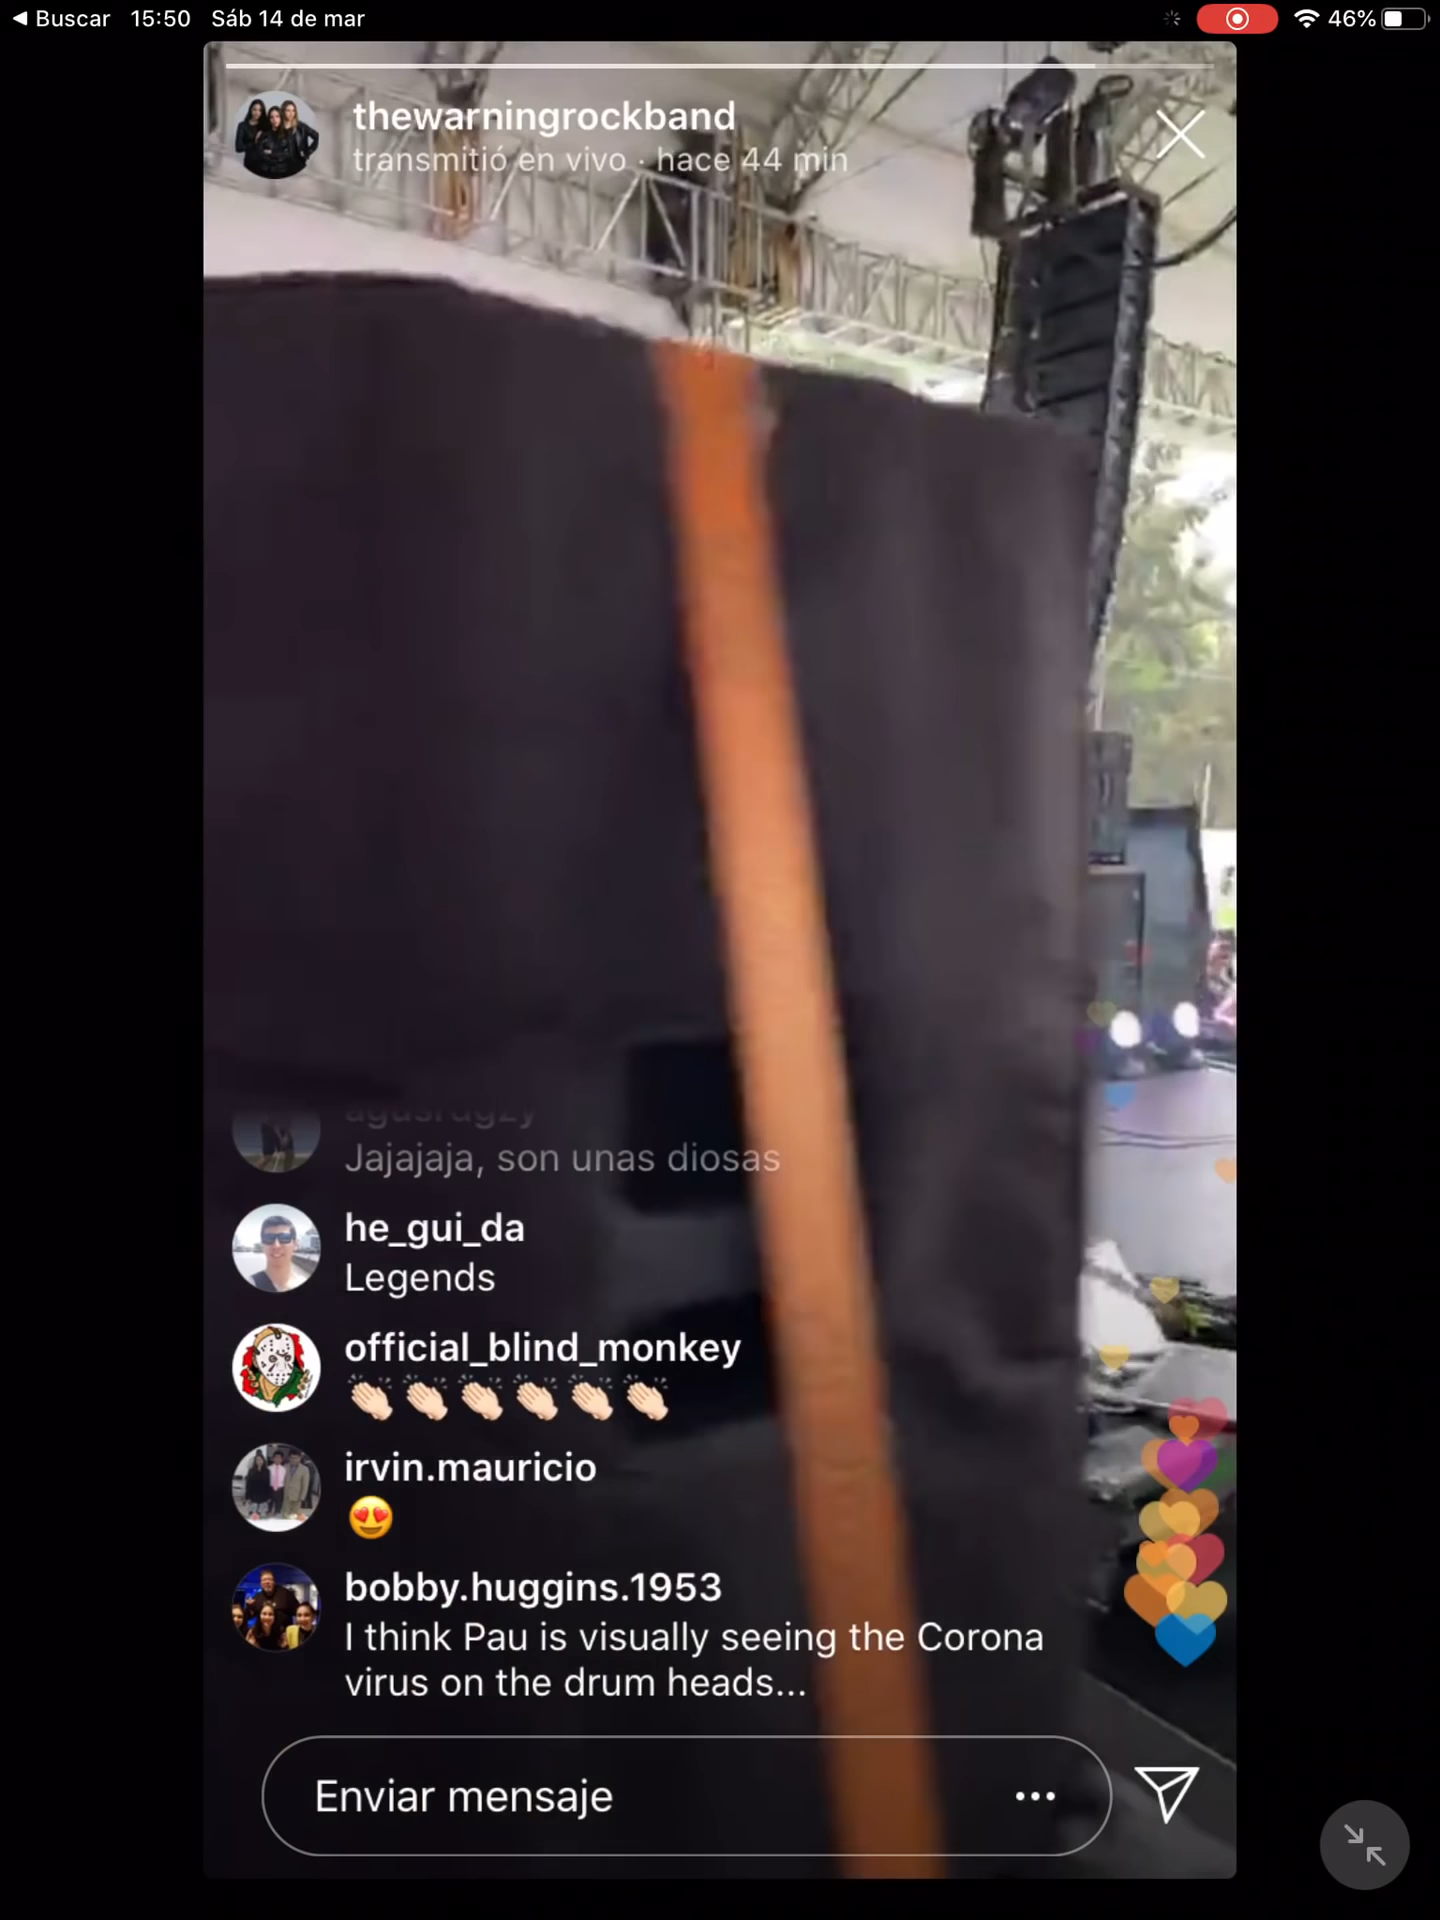 Buscar 15:50 Sáb 14 de mar 46%
thewarningrockband
transmitió en vivo · hace 44 min
Jajajaja, son unas diosas
he_gui_da
Legends
official_blind_monkey
👏🏻👏🏻👏🏻👏🏻👏🏻👏🏻
irvin.mauricio
😍
bobby.huggins.1953
I think Pau is visually seeing the Corona
virus on the drum heads...
Enviar mensaje